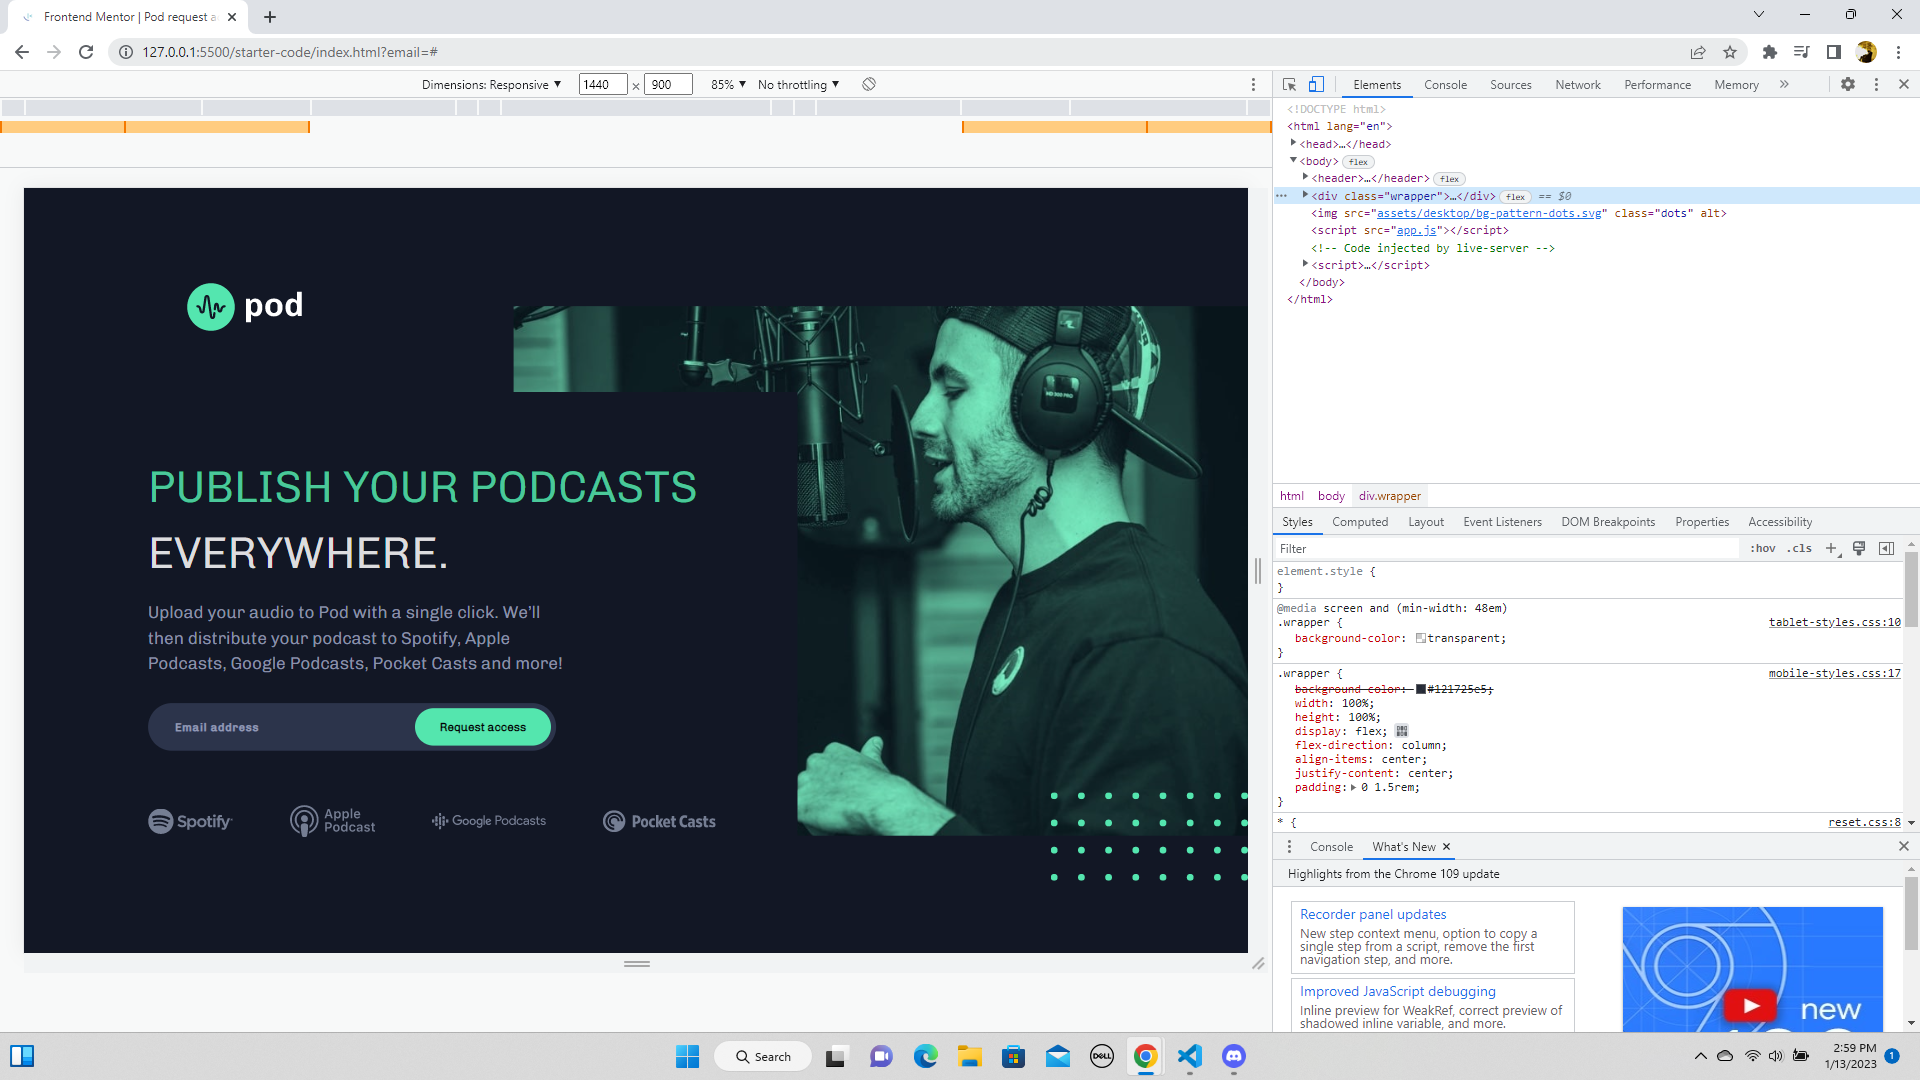 Frontend Mentor | Pod request a
127.0.0.1:5500/starter-code/index.html?email=#
Dimensions: Responsive ▼ 1440 × 900 85% ▼ No throttling ▼
Elements Console Sources Network Performance Memory »
<!DOCTYPE html>
<html lang="en">
<head>…</head>
<body> flex
<header>…</header> flex
<div class="wrapper">…</div> flex == $0
<img src="assets/desktop/bg-pattern-dots.svg" class="dots" alt>
<script src="app.js"></script>
<!-- Code injected by live-server -->
<script>…</script>
</body>
</html>
html body div.wrapper
Styles Computed Layout Event Listeners DOM Breakpoints Properties Accessibility
Filter :hov .cls
element.style {
}
@media screen and (min-width: 48em)
.wrapper { tablet-styles.css:10
background-color: transparent;
}
.wrapper { mobile-styles.css:17
background-color: #121725e5;
width: 100%;
height: 100%;
display: flex;
flex-direction: column;
align-items: center;
justify-content: center;
padding: 0 1.5rem;
}
* { reset.css:8
Console What's New
Highlights from the Chrome 109 update
Recorder panel updates
New step context menu, option to copy a
single step from a script, remove the first
navigation step, and more.
Improved JavaScript debugging
Inline preview for WeakRef, correct preview of
shadowed inline variable, and more.
new
pod
PUBLISH YOUR PODCASTS
EVERYWHERE.
Upload your audio to Pod with a single click. We'll
then distribute your podcast to Spotify, Apple
Podcasts, Google Podcasts, Pocket Casts and more!
Email address Request access
Spotify
Apple
Podcast
Google Podcasts
Pocket Casts
Search
DELL
2:59 PM
1/13/2023
1